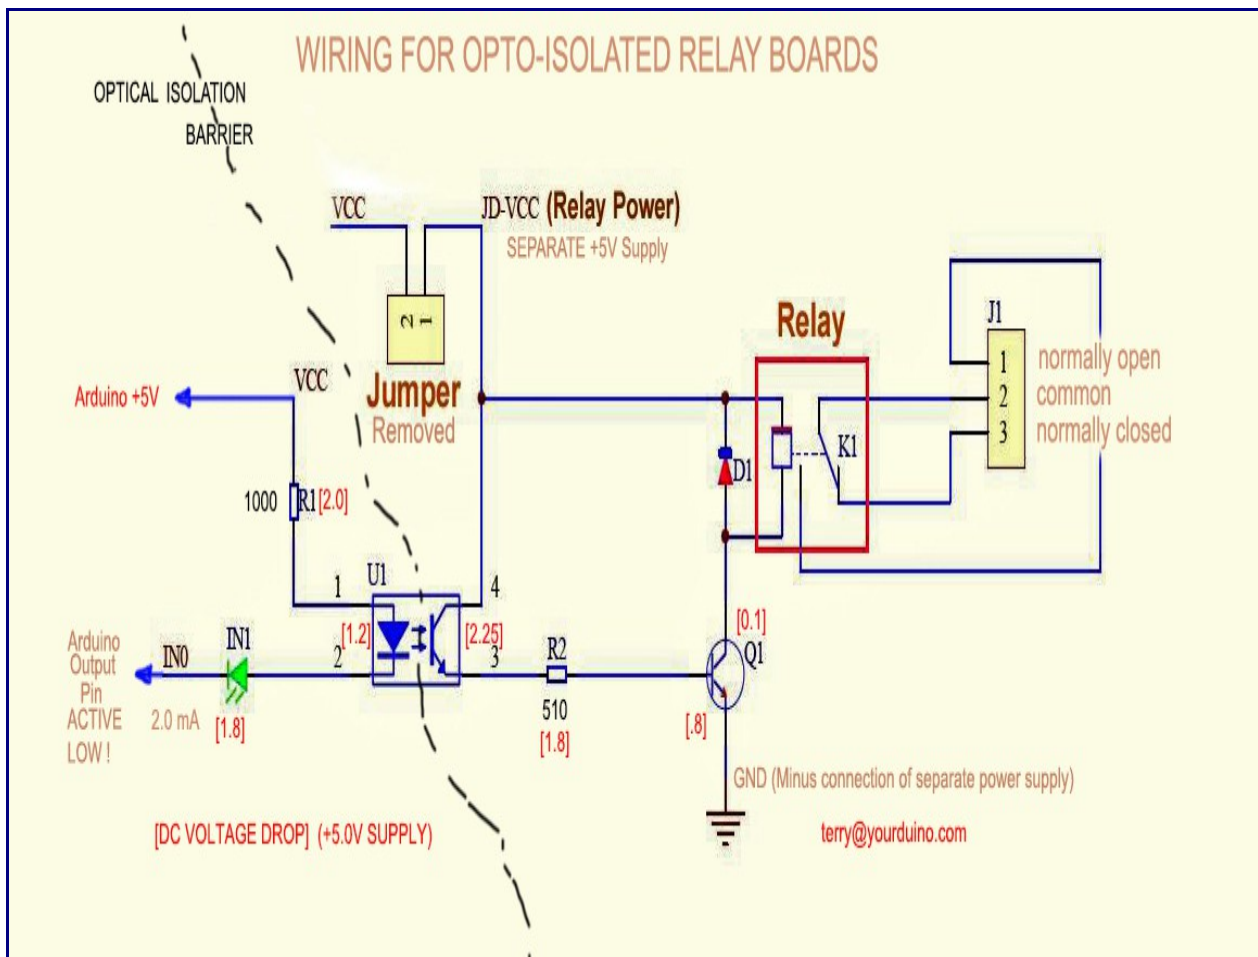 WIRING FOR OPTO-ISOLATED RELAY BOARDS
OPTICAL ISOLATION
BARRIER
VCC
JD-VCC (Relay Power)
SEPARATE +5V Supply
2 1
Jumper
Removed
Relay
J1
1 normally open
2 common
3 normally closed
Arduino +5V
VCC
1000 R1 [2.0]
D1
K1
U1
1
4
[1.2]
[2.25]
2
3
Arduino
Output
Pin
ACTIVE
LOW !
IN0
IN1
2.0 mA
[1.8]
R2
510
[1.8]
[0.1]
Q1
[.8]
GND (Minus connection of separate power supply)
[DC VOLTAGE DROP] (+5.0V SUPPLY)
terry@yourduino.com